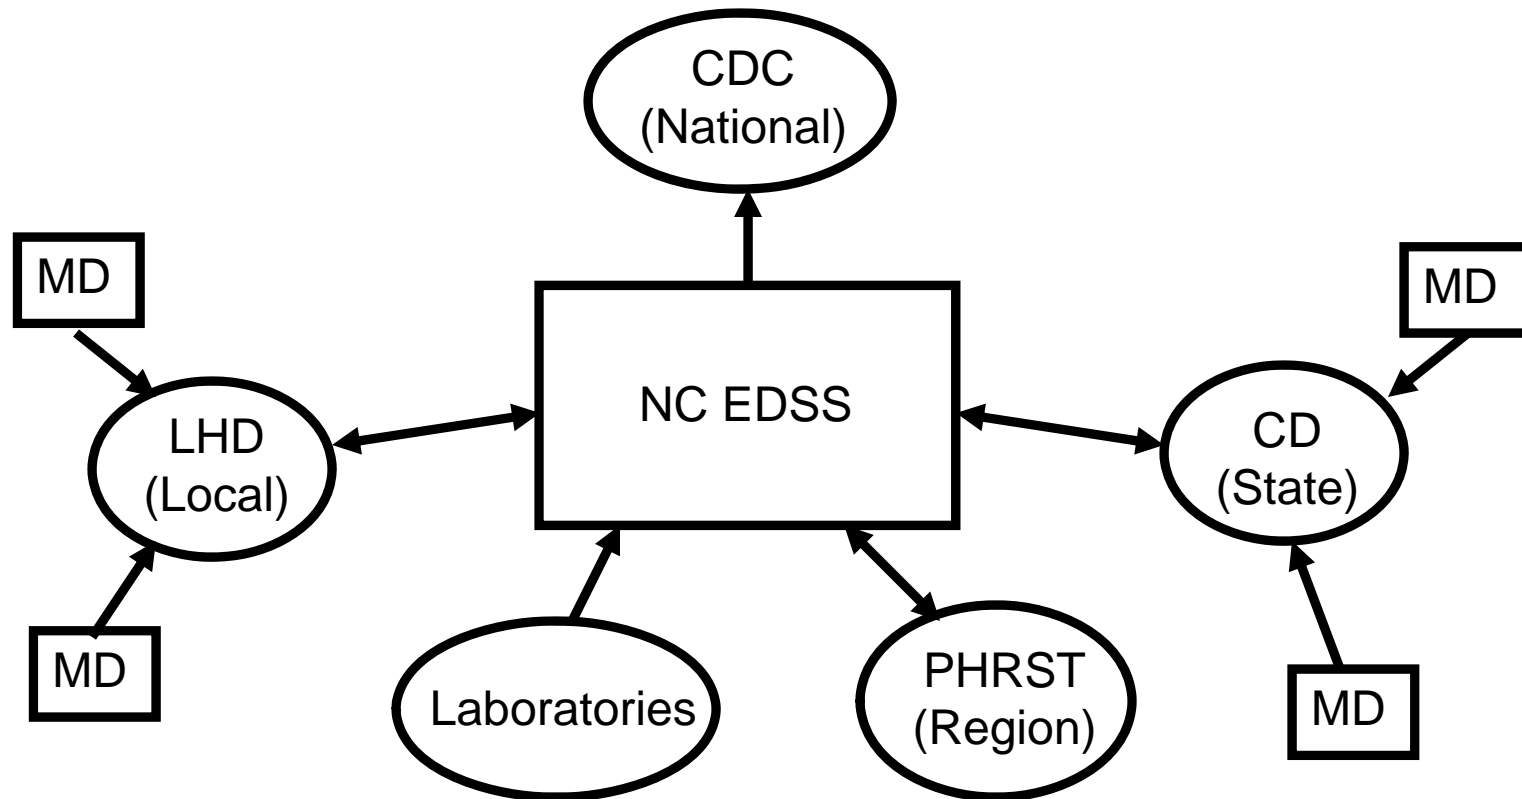 CDC
(National)
MD
MD
NC EDSS
LHD
(Local)
CD
(State)
MD
Laboratories
PHRST
(Region)
MD